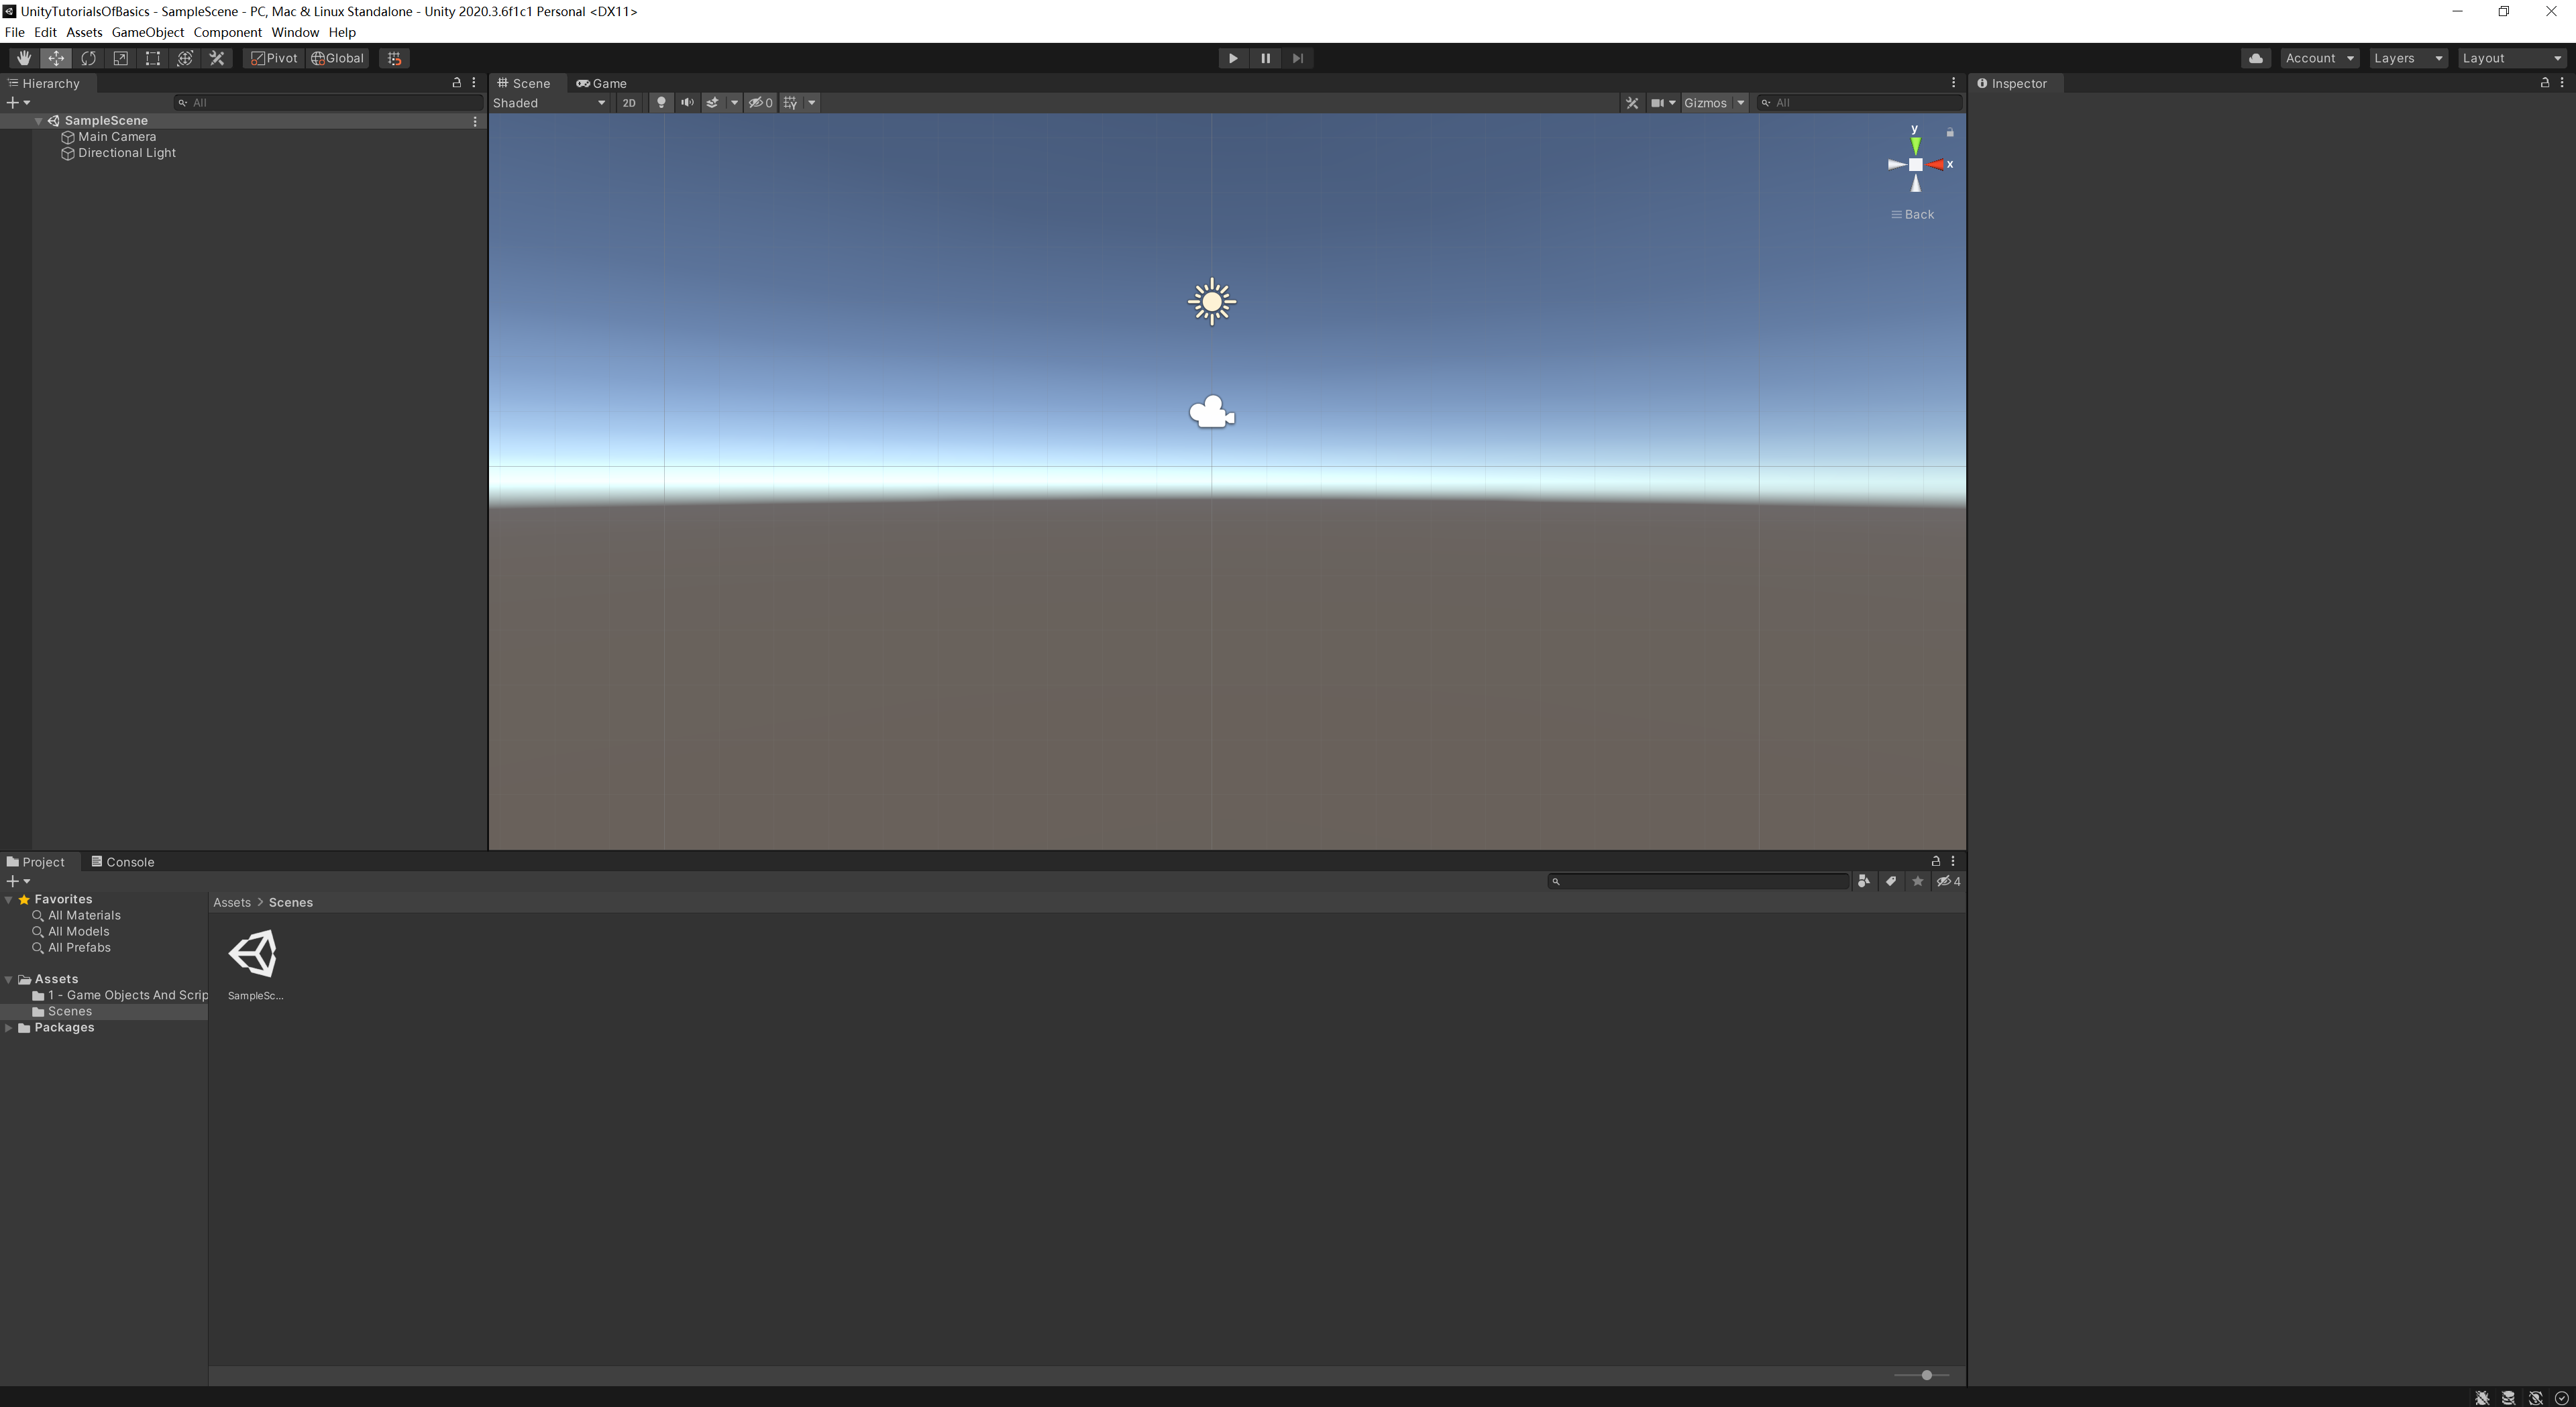 UnityTutorialsOfBasics - SampleScene - PC, Mac & Linux Standalone - Unity 2020.3.6f1c1 Personal <DX11>
File Edit Assets GameObject Component Window Help
Pivot Global Account Layers Layout
Hierarchy
All
SampleScene
Main Camera
Directional Light
Scene Game
Shaded 2D 0 Gizmos All
y
x
Back
Inspector
Project Console
4
Favorites
All Materials
All Models
All Prefabs
Assets
1 - Game Objects And Scrip
Scenes
Packages
Assets > Scenes
SampleSc...